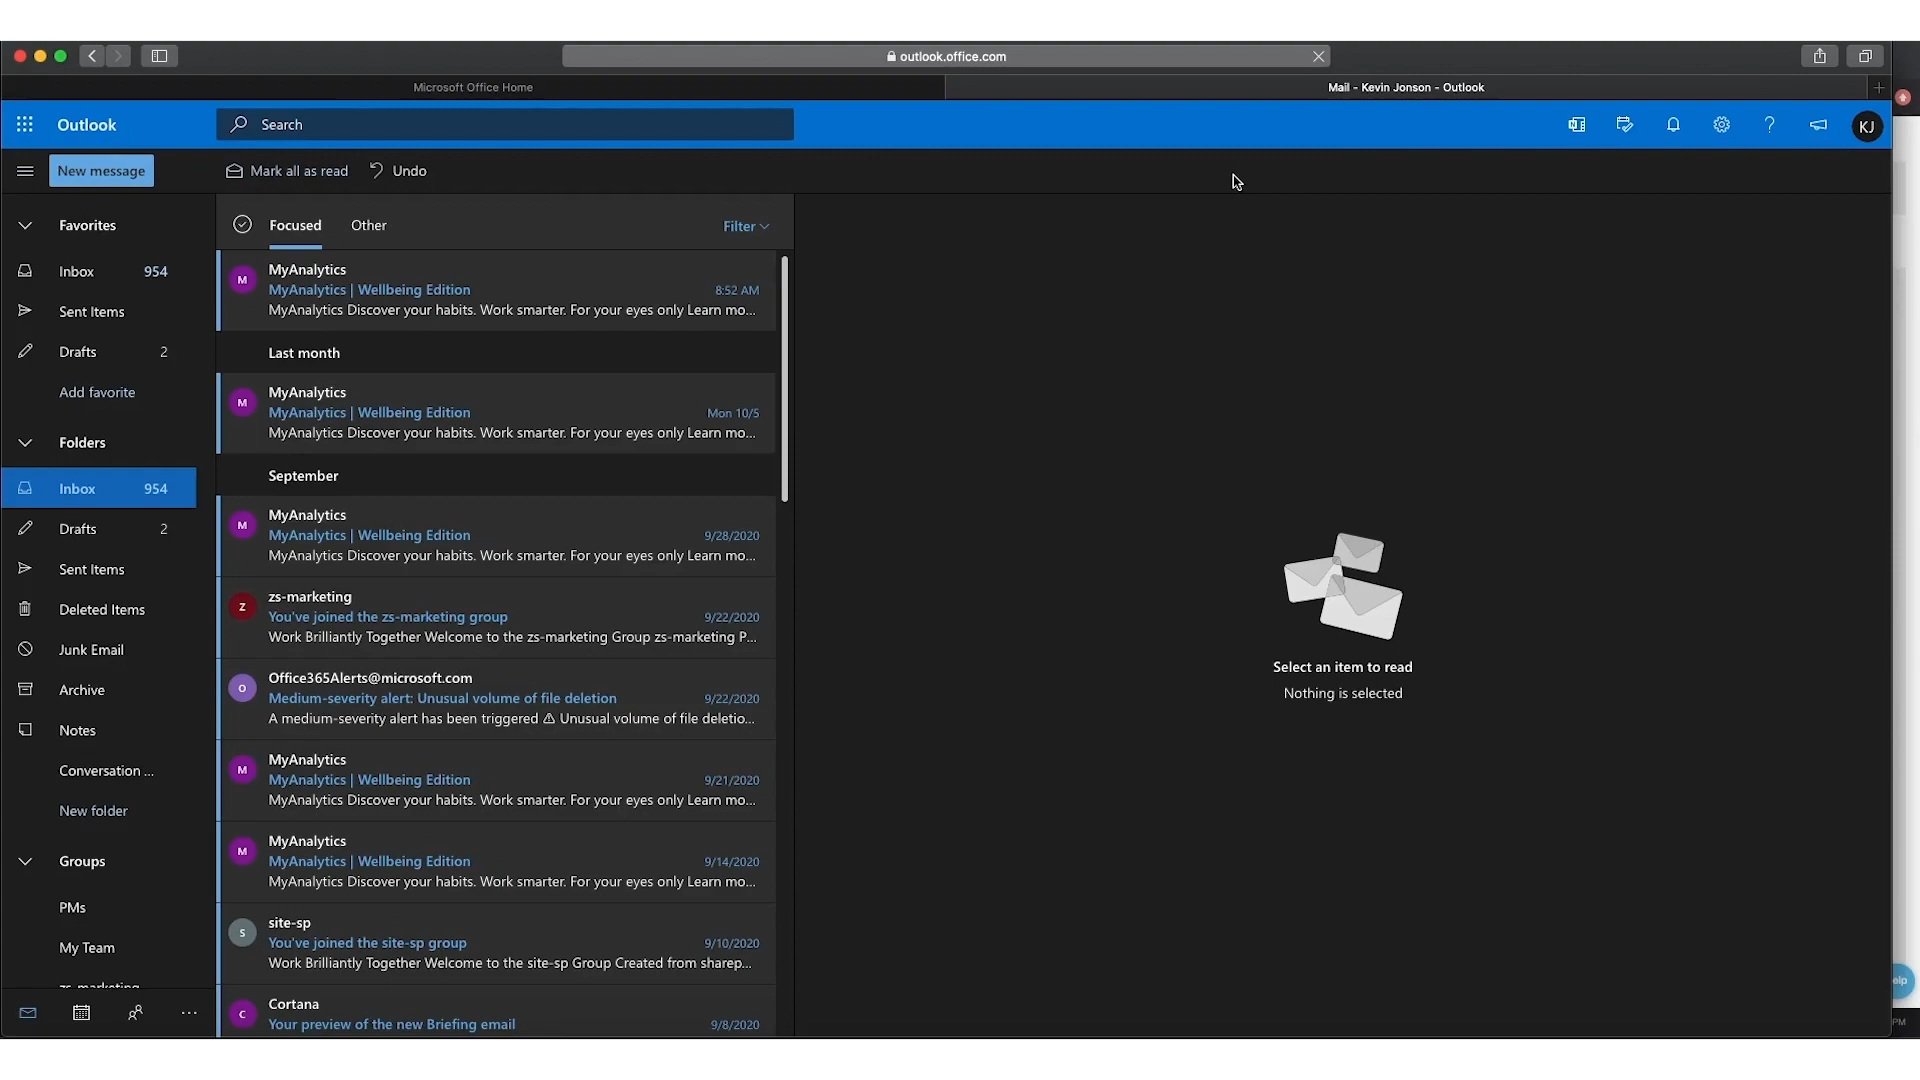 outlook.office.com
Microsoft Office Home
Mail - Kevin Jonson - Outlook
Outlook
Search
KJ
New message
Mark all as read
Undo
Favorites
Inbox 954
Sent Items
Drafts 2
Add favorite
Folders
Inbox 954
Drafts 2
Sent Items
Deleted Items
Junk Email
Archive
Notes
Conversation ...
New folder
Groups
PMs
My Team
zs-marketing
Focused Other Filter
M
MyAnalytics
MyAnalytics | Wellbeing Edition 8:52 AM
MyAnalytics Discover your habits. Work smarter. For your eyes only Learn mo...
Last month
M
MyAnalytics
MyAnalytics | Wellbeing Edition Mon 10/5
MyAnalytics Discover your habits. Work smarter. For your eyes only Learn mo...
September
M
MyAnalytics
MyAnalytics | Wellbeing Edition 9/28/2020
MyAnalytics Discover your habits. Work smarter. For your eyes only Learn mo...
Z
zs-marketing
You've joined the zs-marketing group 9/22/2020
Work Brilliantly Together Welcome to the zs-marketing Group zs-marketing P...
O
Office365Alerts@microsoft.com
Medium-severity alert: Unusual volume of file deletion 9/22/2020
A medium-severity alert has been triggered ⚠ Unusual volume of file deletio...
M
MyAnalytics
MyAnalytics | Wellbeing Edition 9/21/2020
MyAnalytics Discover your habits. Work smarter. For your eyes only Learn mo...
M
MyAnalytics
MyAnalytics | Wellbeing Edition 9/14/2020
MyAnalytics Discover your habits. Work smarter. For your eyes only Learn mo...
S
site-sp
You've joined the site-sp group 9/10/2020
Work Brilliantly Together Welcome to the site-sp Group Created from sharep...
C
Cortana
Your preview of the new Briefing email 9/8/2020
Select an item to read
Nothing is selected
elp
PM